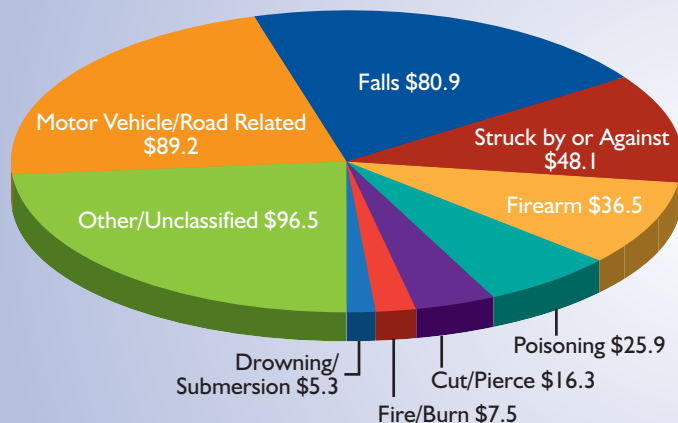 Falls $80.9
Motor Vehicle/Road Related
$89.2
Struck by or Against
$48.1
Firearm $36.5
Other/Unclassified $96.5
Poisoning $25.9
Drowning/
Submersion $5.3
Cut/Pierce $16.3
Fire/Burn $7.5